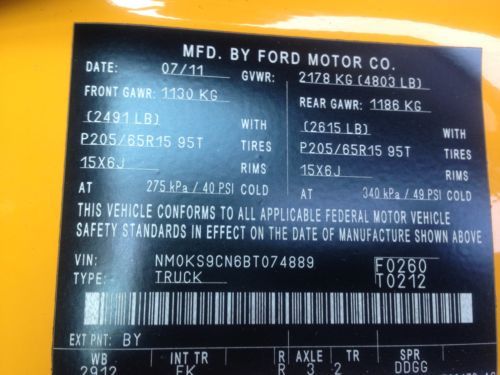 MFD. BY FORD MOTOR CO.
DATE: 07/11 GVWR: 2178 KG (4803 LB)
FRONT GAWR: 1130 KG REAR GAWR: 1186 KG
(2491 LB) WITH (2615 LB) WITH
P205/65R15 95T TIRES P205/65R15 95T TIRES
15X6J RIMS 15X6J RIMS
AT 275 kPa / 40 PSI COLD AT 340 kPa / 49 PSI COLD
THIS VEHICLE CONFORMS TO ALL APPLICABLE FEDERAL MOTOR VEHICLE
SAFETY STANDARDS IN EFFECT ON THE DATE OF MANUFACTURE SHOWN ABOVE
VIN: NM0KS9CN6BT074889 F0260
TYPE: TRUCK T0212
EXT PNT: BY
WB INT TR R AXLE TR SPR
2912 EK R 3 2 DDGG